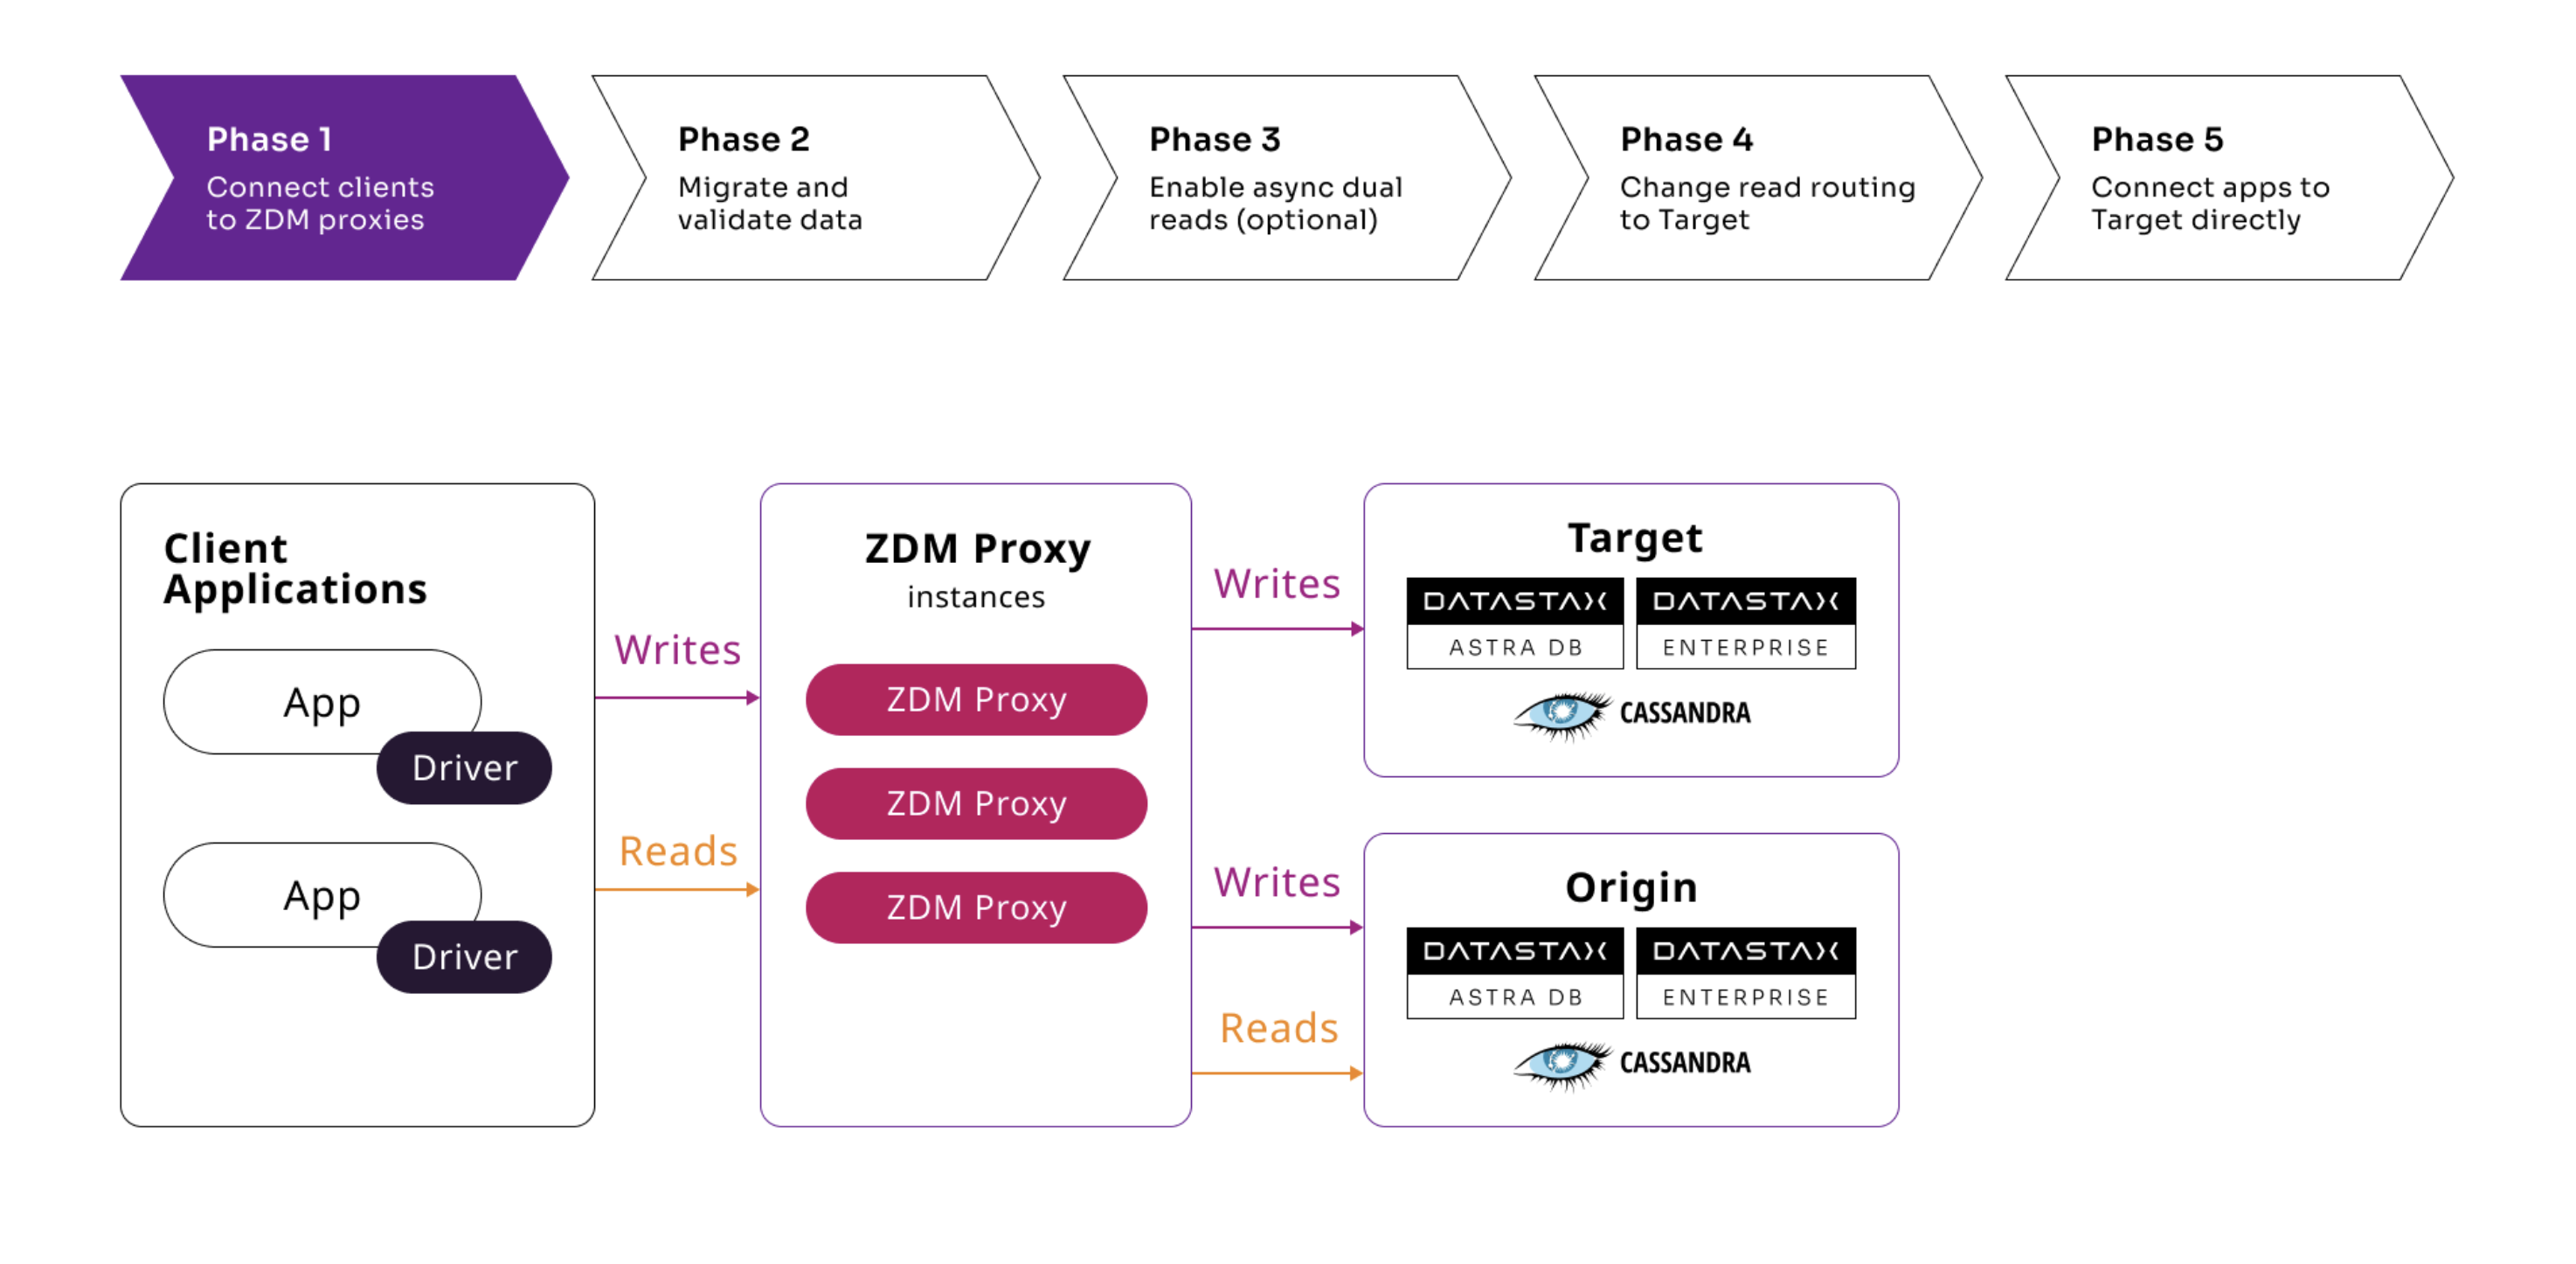 Phase 1
Connect clients
to ZDM proxies
Phase 2
Migrate and
validate data
Phase 3
Enable async dual
reads (optional)
Phase 4
Change read routing
to Target
Phase 5
Connect apps to
Target directly
Client
Applications
App
Driver
App
Driver
Writes
Reads
ZDM Proxy
instances
ZDM Proxy
ZDM Proxy
ZDM Proxy
Writes
Writes
Reads
Target
DATASTAX
ASTRA DB
DATASTAX
ENTERPRISE
CASSANDRA
Origin
DATASTAX
ASTRA DB
DATASTAX
ENTERPRISE
CASSANDRA